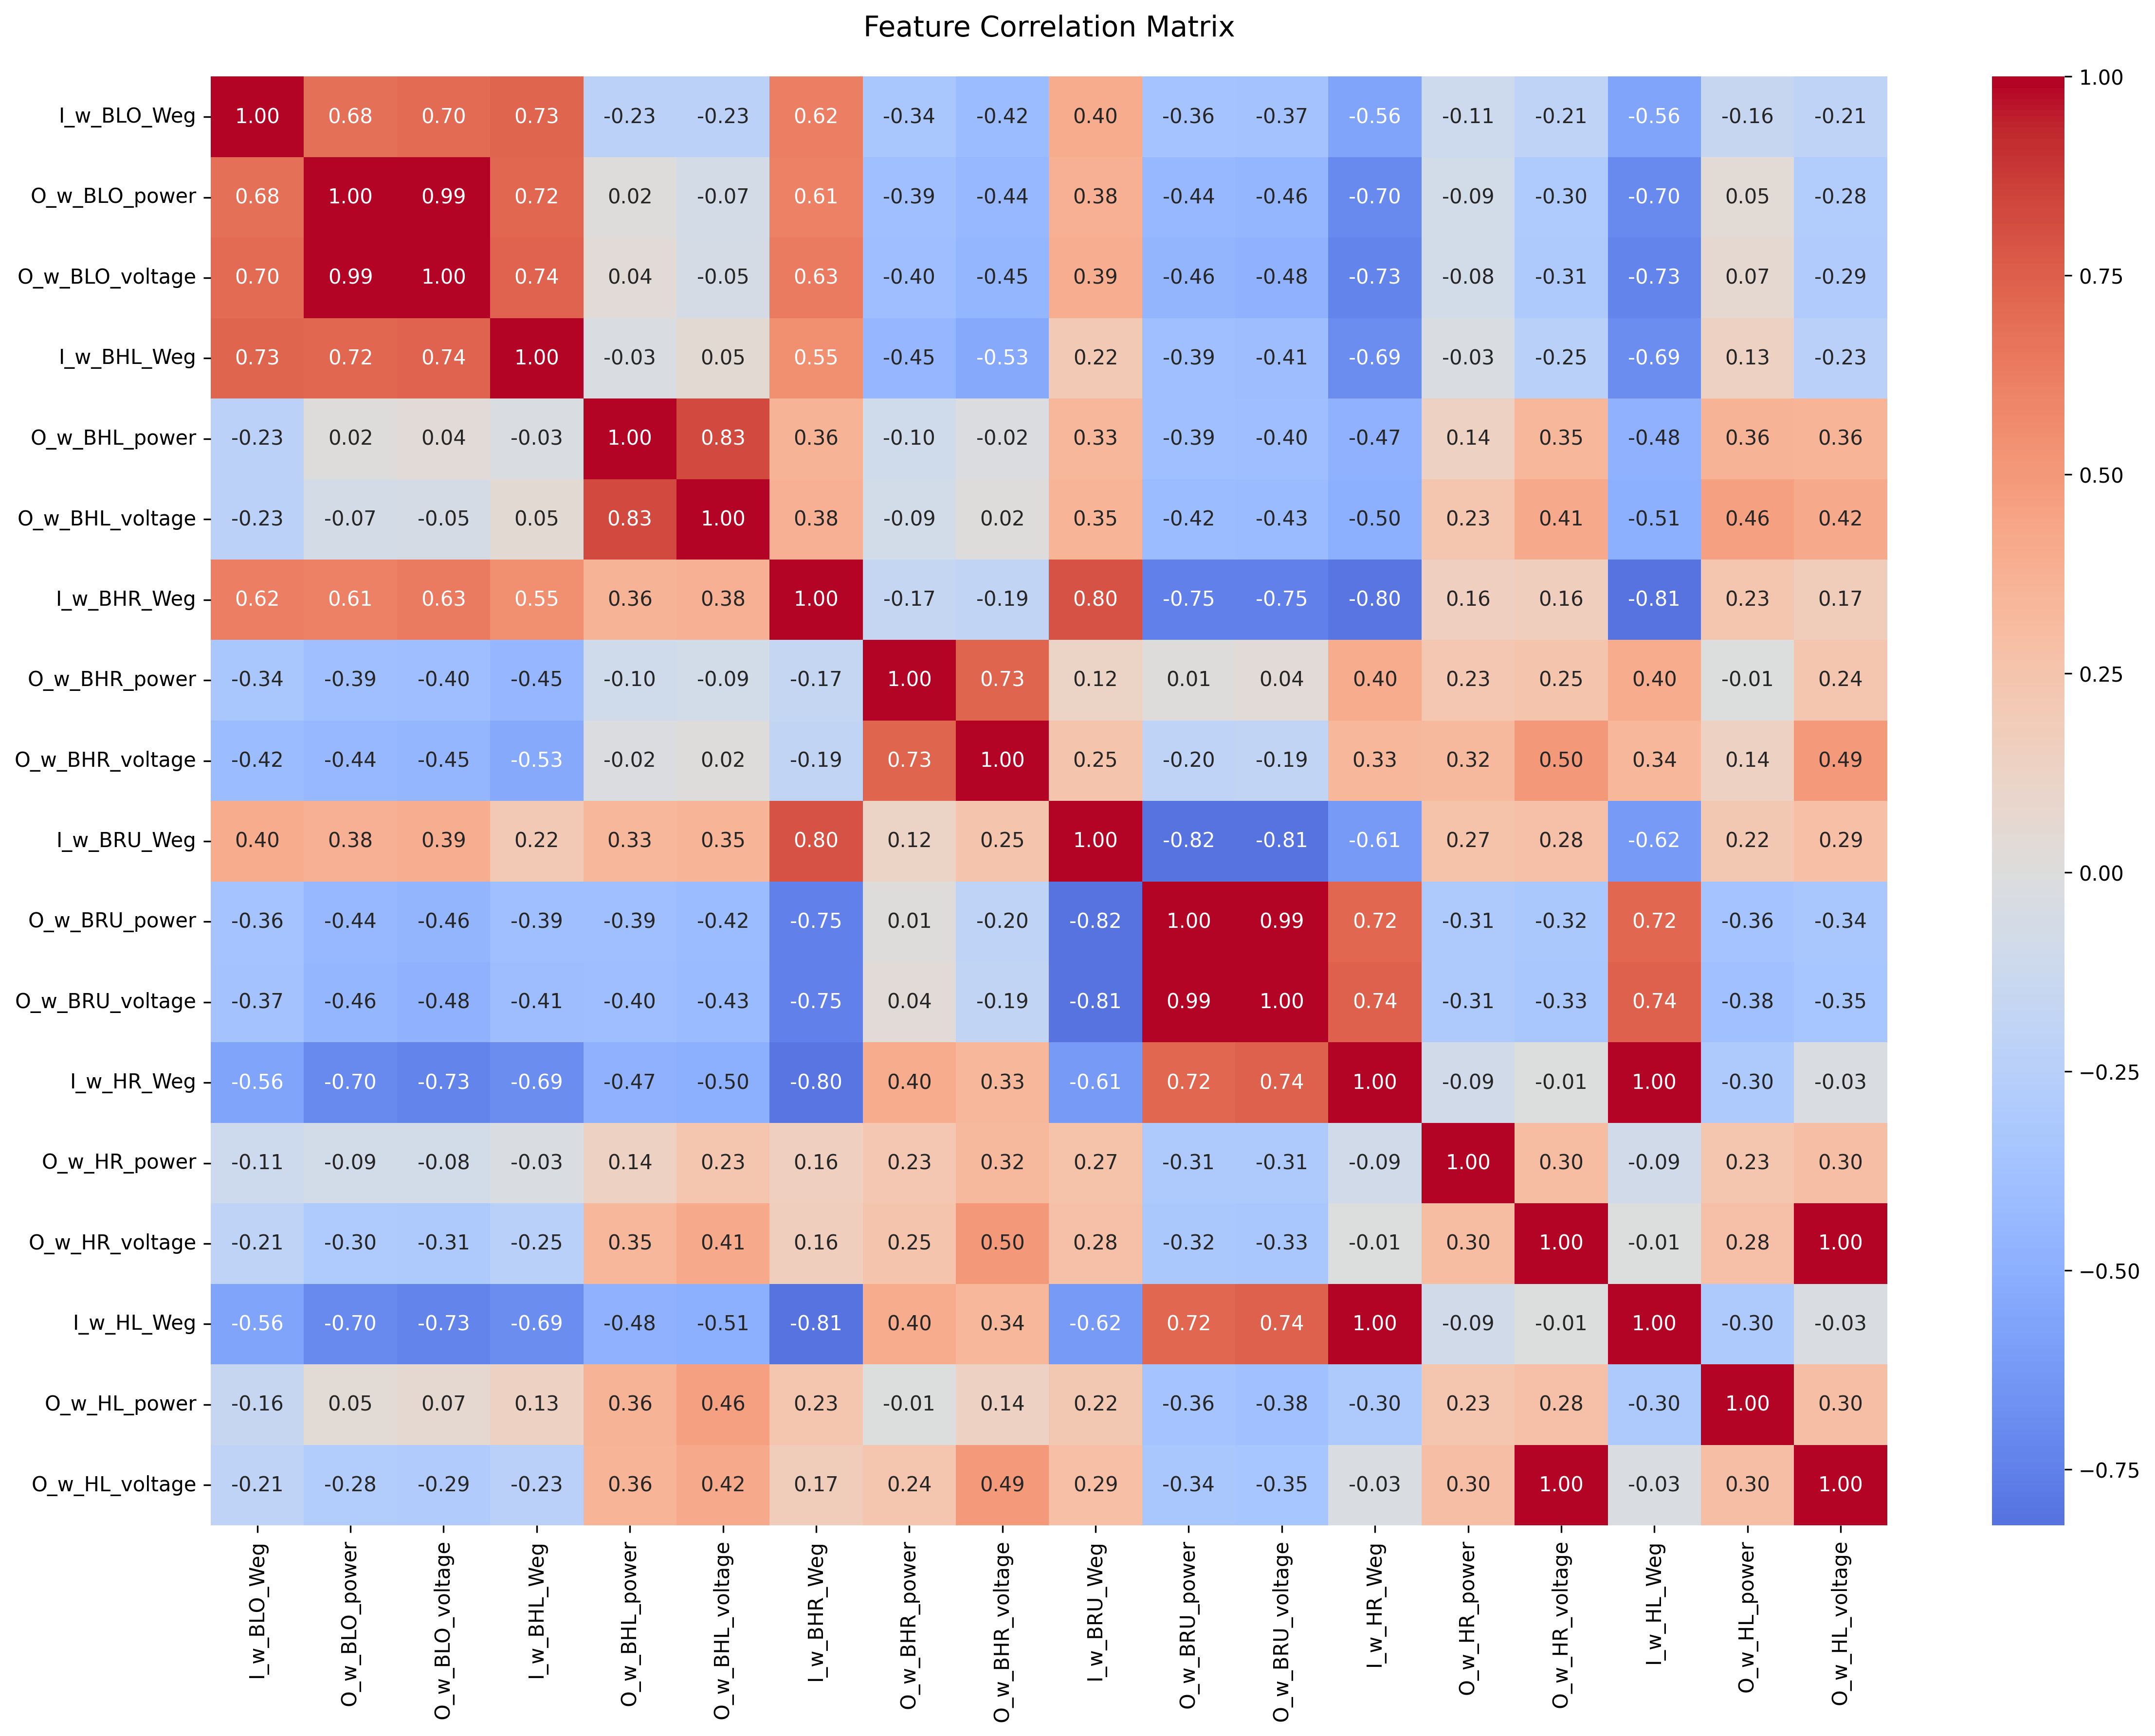 Feature Correlation Matrix
I_w_BLO_Weg 1.00 0.68 0.70 0.73 -0.23 -0.23 0.62 -0.34 -0.42 0.40 -0.36 -0.37 -0.56 -0.11 -0.21 -0.56 -0.16 -0.21
O_w_BLO_power 0.68 1.00 0.99 0.72 0.02 -0.07 0.61 -0.39 -0.44 0.38 -0.44 -0.46 -0.70 -0.09 -0.30 -0.70 0.05 -0.28
O_w_BLO_voltage 0.70 0.99 1.00 0.74 0.04 -0.05 0.63 -0.40 -0.45 0.39 -0.46 -0.48 -0.73 -0.08 -0.31 -0.73 0.07 -0.29
I_w_BHL_Weg 0.73 0.72 0.74 1.00 -0.03 0.05 0.55 -0.45 -0.53 0.22 -0.39 -0.41 -0.69 -0.03 -0.25 -0.69 0.13 -0.23
O_w_BHL_power -0.23 0.02 0.04 -0.03 1.00 0.83 0.36 -0.10 -0.02 0.33 -0.39 -0.40 -0.47 0.14 0.35 -0.48 0.36 0.36
O_w_BHL_voltage -0.23 -0.07 -0.05 0.05 0.83 1.00 0.38 -0.09 0.02 0.35 -0.42 -0.43 -0.50 0.23 0.41 -0.51 0.46 0.42
I_w_BHR_Weg 0.62 0.61 0.63 0.55 0.36 0.38 1.00 -0.17 -0.19 0.80 -0.75 -0.75 -0.80 0.16 0.16 -0.81 0.23 0.17
O_w_BHR_power -0.34 -0.39 -0.40 -0.45 -0.10 -0.09 -0.17 1.00 0.73 0.12 0.01 0.04 0.40 0.23 0.25 0.40 -0.01 0.24
O_w_BHR_voltage -0.42 -0.44 -0.45 -0.53 -0.02 0.02 -0.19 0.73 1.00 0.25 -0.20 -0.19 0.33 0.32 0.50 0.34 0.14 0.49
I_w_BRU_Weg 0.40 0.38 0.39 0.22 0.33 0.35 0.80 0.12 0.25 1.00 -0.82 -0.81 -0.61 0.27 0.28 -0.62 0.22 0.29
O_w_BRU_power -0.36 -0.44 -0.46 -0.39 -0.39 -0.42 -0.75 0.01 -0.20 -0.82 1.00 0.99 0.72 -0.31 -0.32 0.72 -0.36 -0.34
O_w_BRU_voltage -0.37 -0.46 -0.48 -0.41 -0.40 -0.43 -0.75 0.04 -0.19 -0.81 0.99 1.00 0.74 -0.31 -0.33 0.74 -0.38 -0.35
I_w_HR_Weg -0.56 -0.70 -0.73 -0.69 -0.47 -0.50 -0.80 0.40 0.33 -0.61 0.72 0.74 1.00 -0.09 -0.01 1.00 -0.30 -0.03
O_w_HR_power -0.11 -0.09 -0.08 -0.03 0.14 0.23 0.16 0.23 0.32 0.27 -0.31 -0.31 -0.09 1.00 0.30 -0.09 0.23 0.30
O_w_HR_voltage -0.21 -0.30 -0.31 -0.25 0.35 0.41 0.16 0.25 0.50 0.28 -0.32 -0.33 -0.01 0.30 1.00 -0.01 0.28 1.00
I_w_HL_Weg -0.56 -0.70 -0.73 -0.69 -0.48 -0.51 -0.81 0.40 0.34 -0.62 0.72 0.74 1.00 -0.09 -0.01 1.00 -0.30 -0.03
O_w_HL_power -0.16 0.05 0.07 0.13 0.36 0.46 0.23 -0.01 0.14 0.22 -0.36 -0.38 -0.30 0.23 0.28 -0.30 1.00 0.30
O_w_HL_voltage -0.21 -0.28 -0.29 -0.23 0.36 0.42 0.17 0.24 0.49 0.29 -0.34 -0.35 -0.03 0.30 1.00 -0.03 0.30 1.00
I_w_BLO_Weg
O_w_BLO_power
O_w_BLO_voltage
I_w_BHL_Weg
O_w_BHL_power
O_w_BHL_voltage
I_w_BHR_Weg
O_w_BHR_power
O_w_BHR_voltage
I_w_BRU_Weg
O_w_BRU_power
O_w_BRU_voltage
I_w_HR_Weg
O_w_HR_power
O_w_HR_voltage
I_w_HL_Weg
O_w_HL_power
O_w_HL_voltage
1.00
0.75
0.50
0.25
0.00
−0.25
−0.50
−0.75